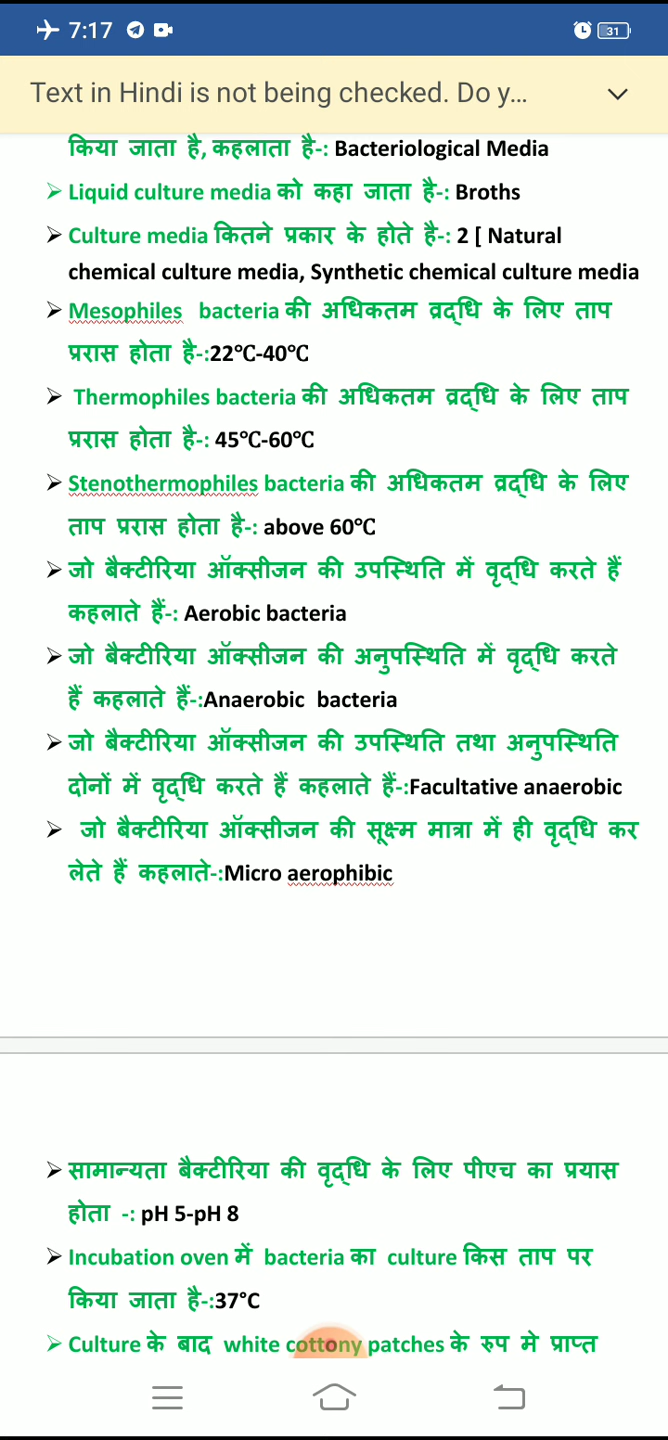 7:17
31
Text in Hindi is not being checked. Do y...
किया जाता है, कहलाता है-: Bacteriological Media
➢ Liquid culture media को कहा जाता है-: Broths
➢ Culture media कितने प्रकार के होते है-: 2 [ Natural
chemical culture media, Synthetic chemical culture media
➢ Mesophiles bacteria की अधिकतम व्रद्धि के लिए ताप
प्ररास होता है-:22°C-40°C
➢ Thermophiles bacteria की अधिकतम व्रद्धि के लिए ताप
प्ररास होता है-: 45°C-60°C
➢ Stenothermophiles bacteria की अधिकतम व्रद्धि के लिए
ताप प्ररास होता है-: above 60°C
➢ जो बैक्टीरिया ऑक्सीजन की उपस्थिति में वृद्धि करते हैं
कहलाते हैं-: Aerobic bacteria
➢ जो बैक्टीरिया ऑक्सीजन की अनुपस्थिति में वृद्धि करते
हैं कहलाते हैं-:Anaerobic bacteria
➢ जो बैक्टीरिया ऑक्सीजन की उपस्थिति तथा अनुपस्थिति
दोनों में वृद्धि करते हैं कहलाते हैं-:Facultative anaerobic
➢ जो बैक्टीरिया ऑक्सीजन की सूक्ष्म मात्रा में ही वृद्धि कर
लेते हैं कहलाते-:Micro aerophibic
➢ सामान्यता बैक्टीरिया की वृद्धि के लिए पीएच का प्रयास
होता -: pH 5-pH 8
➢ Incubation oven में bacteria का culture किस ताप पर
किया जाता है-:37°C
➢ Culture के बाद white cottony patches के रुप मे प्राप्त